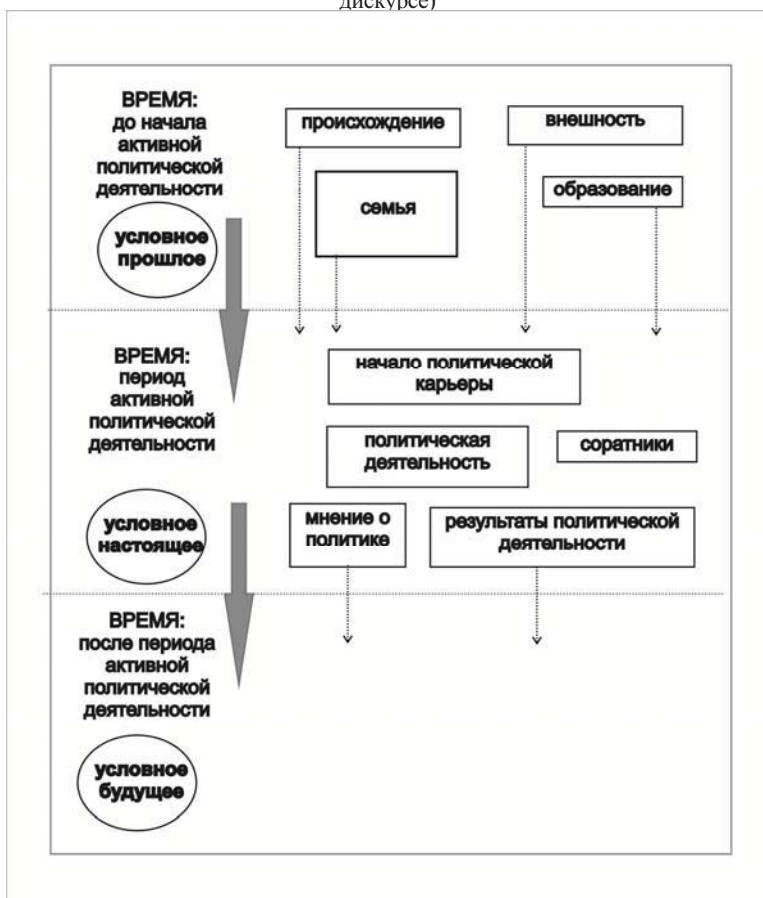 дискурсе)
ВРЕМЯ:
до начала
активной
политической
деятельности
условное
прошлое
происхождение
внешность
семья
образование
ВРЕМЯ:
период
активной
политической
деятельности
условное
настоящее
начало политической
карьеры
политическая
деятельность
соратники
мнение о
политике
результаты политической
деятельности
ВРЕМЯ:
после периода
активной
политической
деятельности
условное
будущее